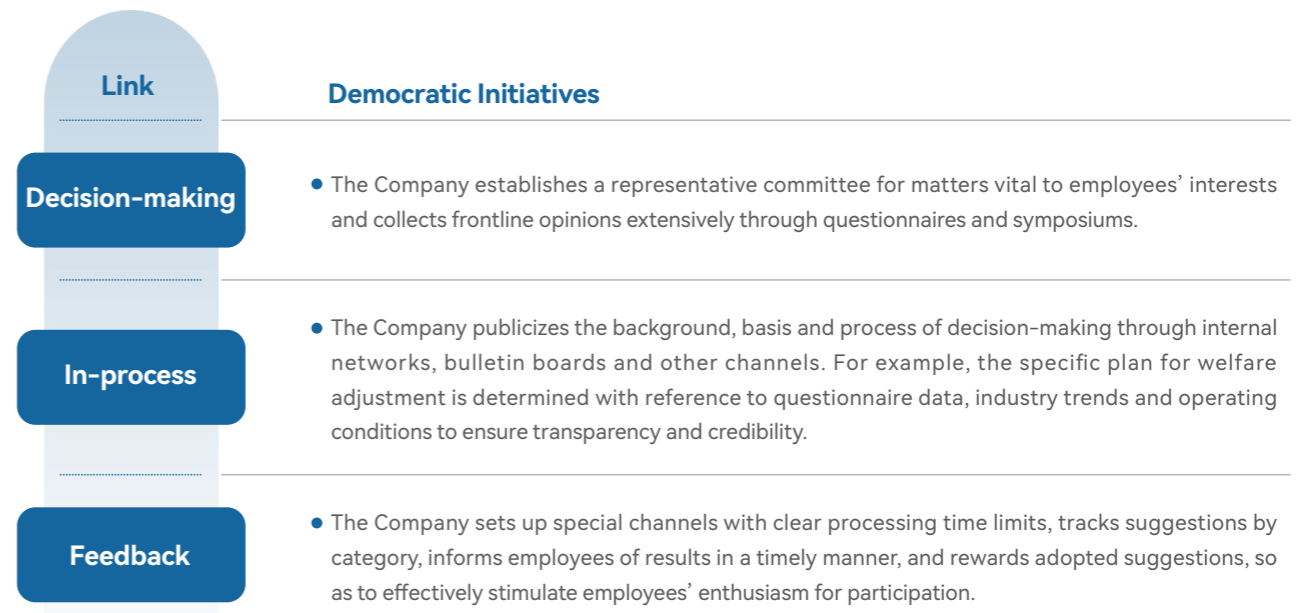 Link
Democratic Initiatives
Decision-making
● The Company establishes a representative committee for matters vital to employees’ interests
and collects frontline opinions extensively through questionnaires and symposiums.
In-process
● The Company publicizes the background, basis and process of decision-making through internal
networks, bulletin boards and other channels. For example, the specific plan for welfare
adjustment is determined with reference to questionnaire data, industry trends and operating
conditions to ensure transparency and credibility.
Feedback
● The Company sets up special channels with clear processing time limits, tracks suggestions by
category, informs employees of results in a timely manner, and rewards adopted suggestions, so
as to effectively stimulate employees’ enthusiasm for participation.